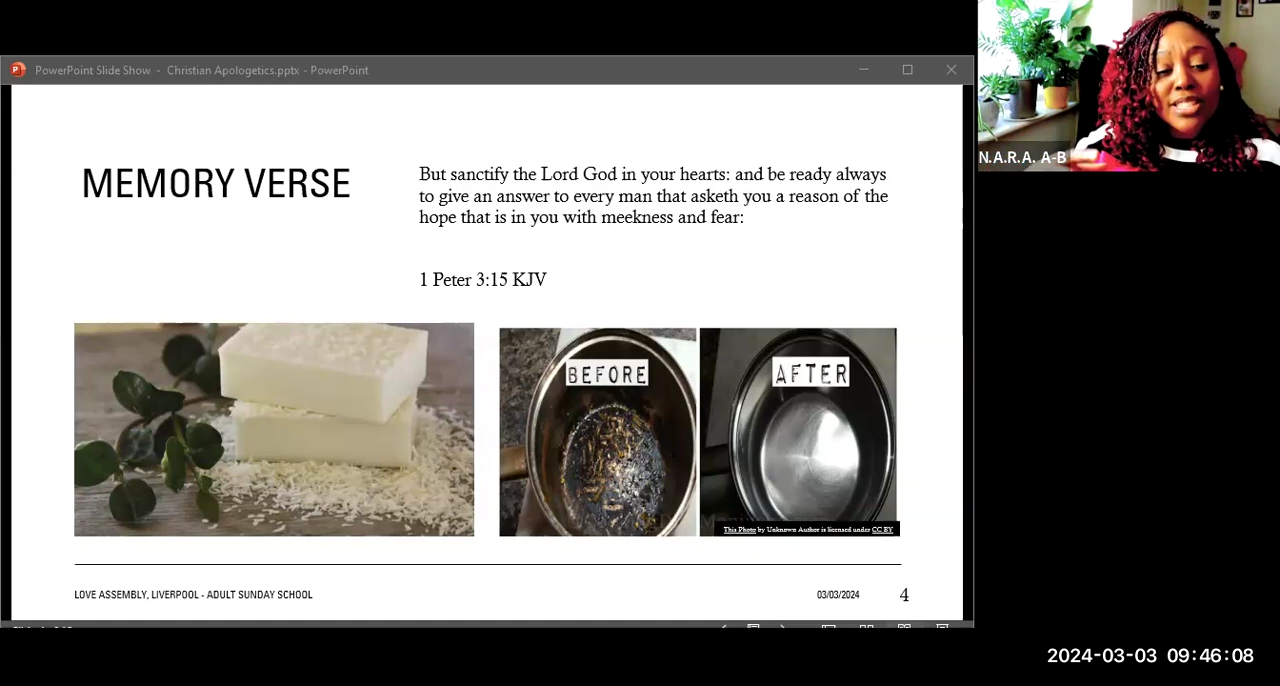 PowerPoint Slide Show - Christian Apologetics.pptx - PowerPoint
N.A.R.A. A-B
MEMORY VERSE
But sanctify the Lord God in your hearts: and be ready always
to give an answer to every man that asketh you a reason of the
hope that is in you with meekness and fear:
1 Peter 3:15 KJV
BEFORE
AFTER
This Photo by Unknown Author is licensed under CC BY
LOVE ASSEMBLY, LIVERPOOL - ADULT SUNDAY SCHOOL
03/03/2024
4
2024-03-03 09:46:08